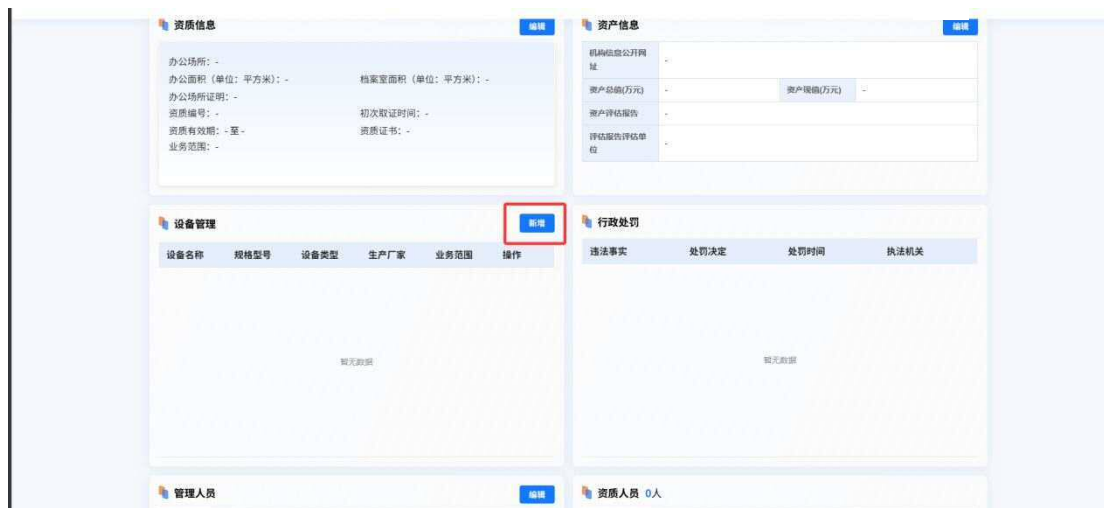 资质信息
编辑
办公场所：-
办公面积（单位：平方米）：-
档案室面积（单位：平方米）：-
办公场所证明：-
资质编号：-
初次取证时间：-
资质有效期：-至-
资质证书：-
业务范围：-
资产信息
编辑
机构信息公开网址
-
资产总值(万元)
-
资产现值(万元)
-
资产评估报告
-
评估报告评估单位
-
设备管理
新增
设备名称 规格型号 设备类型 生产厂家 业务范围 操作
暂无数据
行政处罚
违法事实 处罚决定 处罚时间 执法机关
暂无数据
管理人员
编辑
资质人员 0人